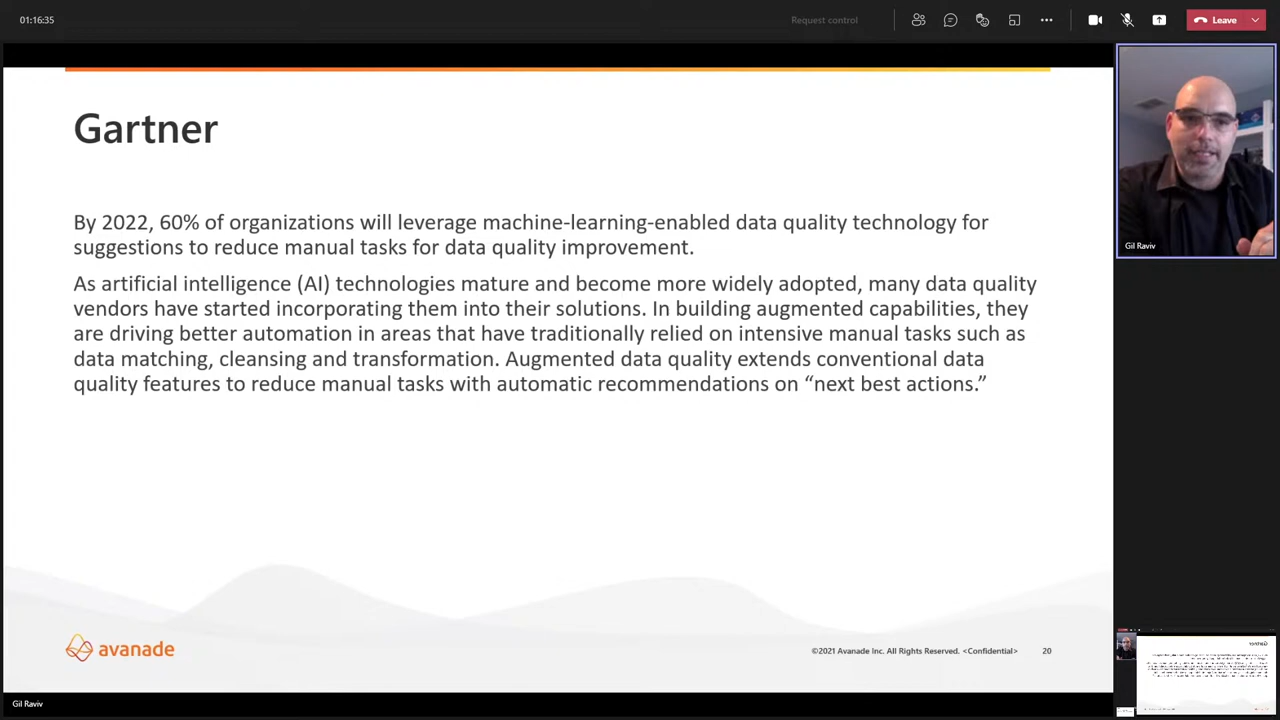 01:16:35
Request control
Leave
Gartner
By 2022, 60% of organizations will leverage machine-learning-enabled data quality technology for
suggestions to reduce manual tasks for data quality improvement.
As artificial intelligence (AI) technologies mature and become more widely adopted, many data quality
vendors have started incorporating them into their solutions. In building augmented capabilities, they
are driving better automation in areas that have traditionally relied on intensive manual tasks such as
data matching, cleansing and transformation. Augmented data quality extends conventional data
quality features to reduce manual tasks with automatic recommendations on “next best actions.”
Gil Raviv
avanade
©2021 Avanade Inc. All Rights Reserved. <Confidential>
20
Gil Raviv